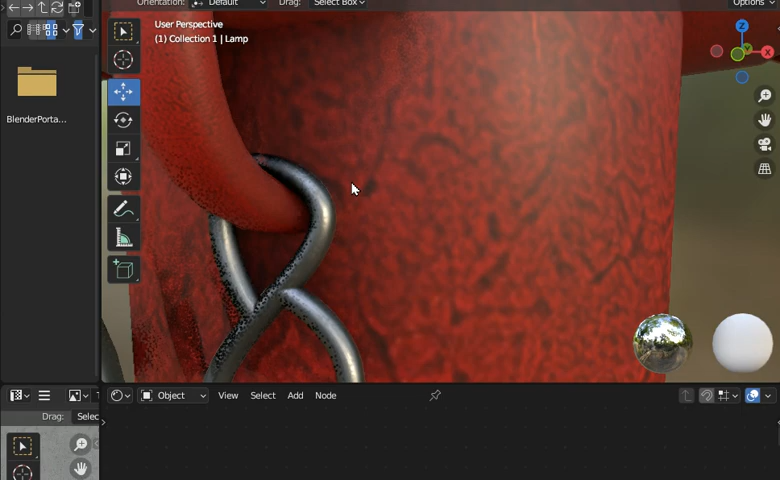 Orientation: Default Drag: Select Box Options
User Perspective
(1) Collection 1 | Lamp
Z
Y
X
BlenderPorta...
Object View Select Add Node
Drag: Selec